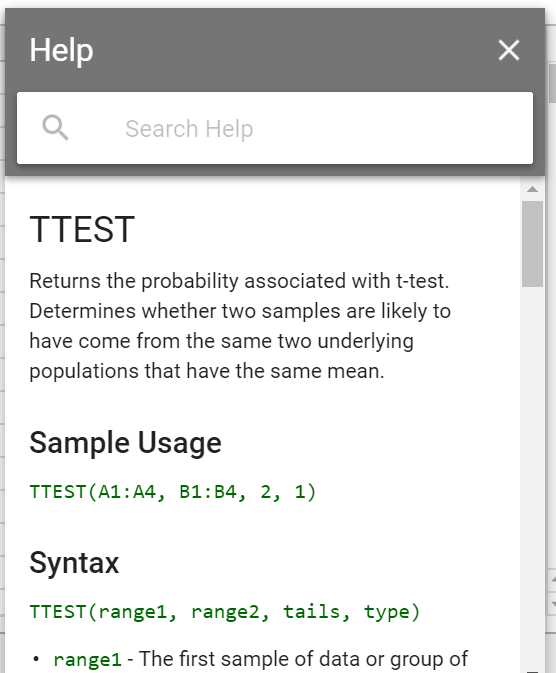 Help
Search Help
TTEST
Returns the probability associated with t-test.
Determines whether two samples are likely to
have come from the same two underlying
populations that have the same mean.
Sample Usage
TTEST(A1:A4, B1:B4, 2, 1)
Syntax
TTEST(range1, range2, tails, type)
• range1 - The first sample of data or group of